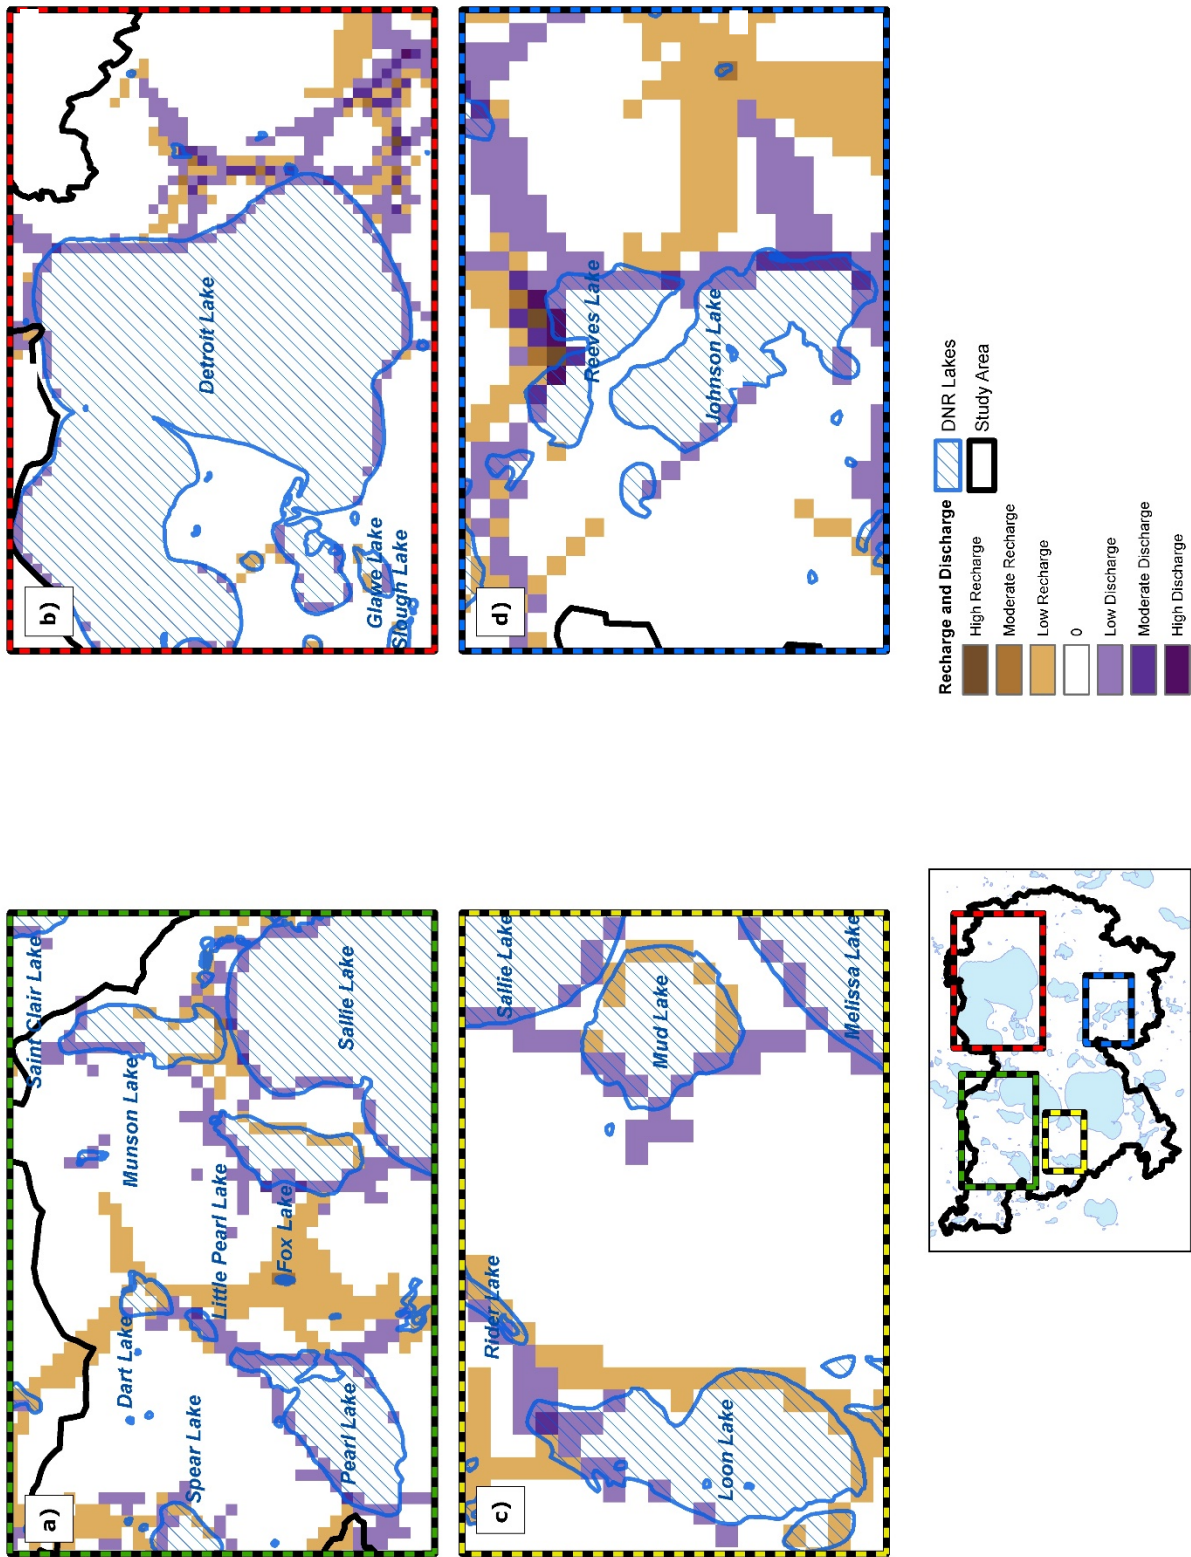 a)
Saint Clair Lake
Munson Lake
Sallie Lake
Dart Lake
Little Pearl Lake
Fox Lake
Spear Lake
Pearl Lake
b)
Detroit Lake
Glawe Lake
Slough Lake
c)
Sallie Lake
Mud Lake
Melissa Lake
Rider Lake
Loon Lake
d)
Reeves Lake
Johnson Lake
Recharge and Discharge
High Recharge
Moderate Recharge
Low Recharge
0
Low Discharge
Moderate Discharge
High Discharge
DNR Lakes
Study Area